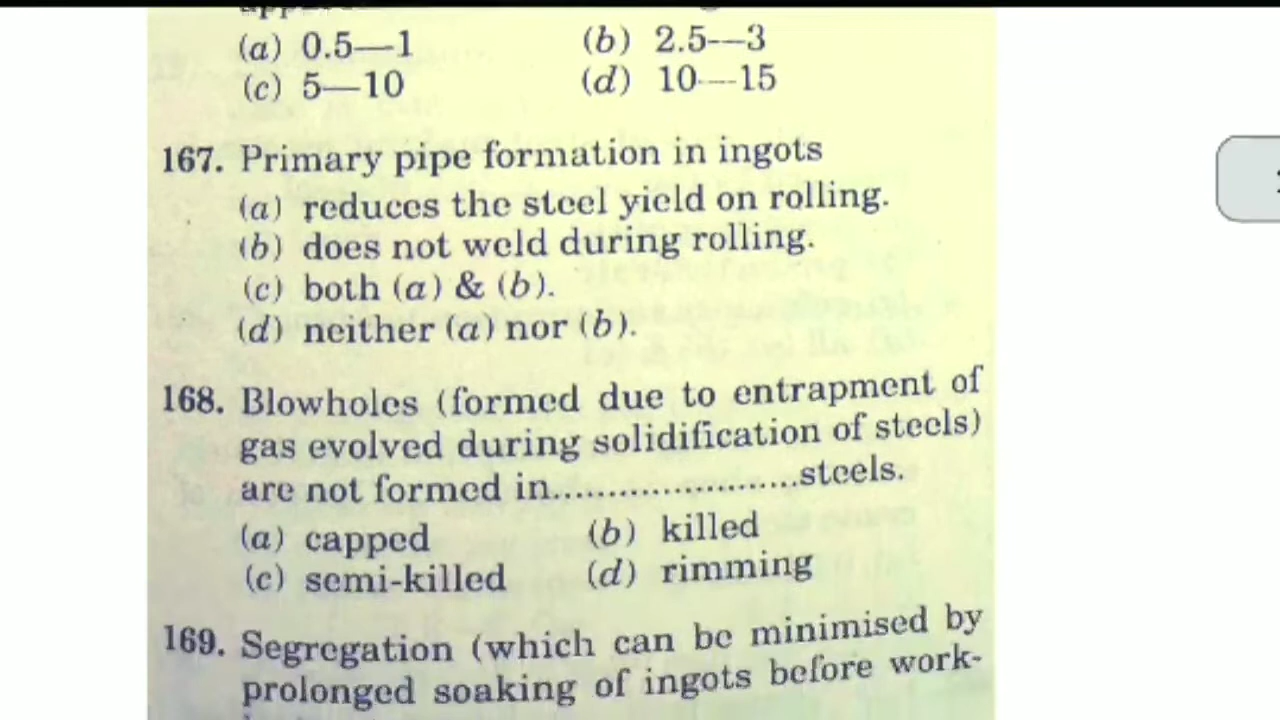 (a) 0.5—1 (b) 2.5—3
(c) 5—10 (d) 10—15
167. Primary pipe formation in ingots
(a) reduces the steel yield on rolling.
(b) does not weld during rolling.
(c) both (a) & (b).
(d) neither (a) nor (b).
168. Blowholes (formed due to entrapment of
gas evolved during solidification of steels)
are not formed in......................steels.
(a) capped (b) killed
(c) semi-killed (d) rimming
169. Segregation (which can be minimised by
prolonged soaking of ingots before work-